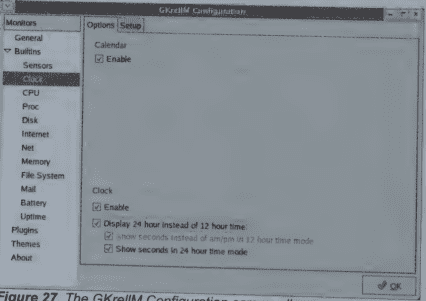 GKrellM Configuration
Monitors
General
Builtins
Sensors
Clock
CPU
Proc
Disk
Internet
Net
Memory
File System
Mail
Battery
Uptime
Plugins
Themes
About
Options Setup
Calendar
Enable
Clock
Enable
Display 24 hour instead of 12 hour time
Show seconds instead of am/pm in 12 hour time mode
Show seconds in 24 hour time mode
OK
Figure 27 The GKrellM Configuration